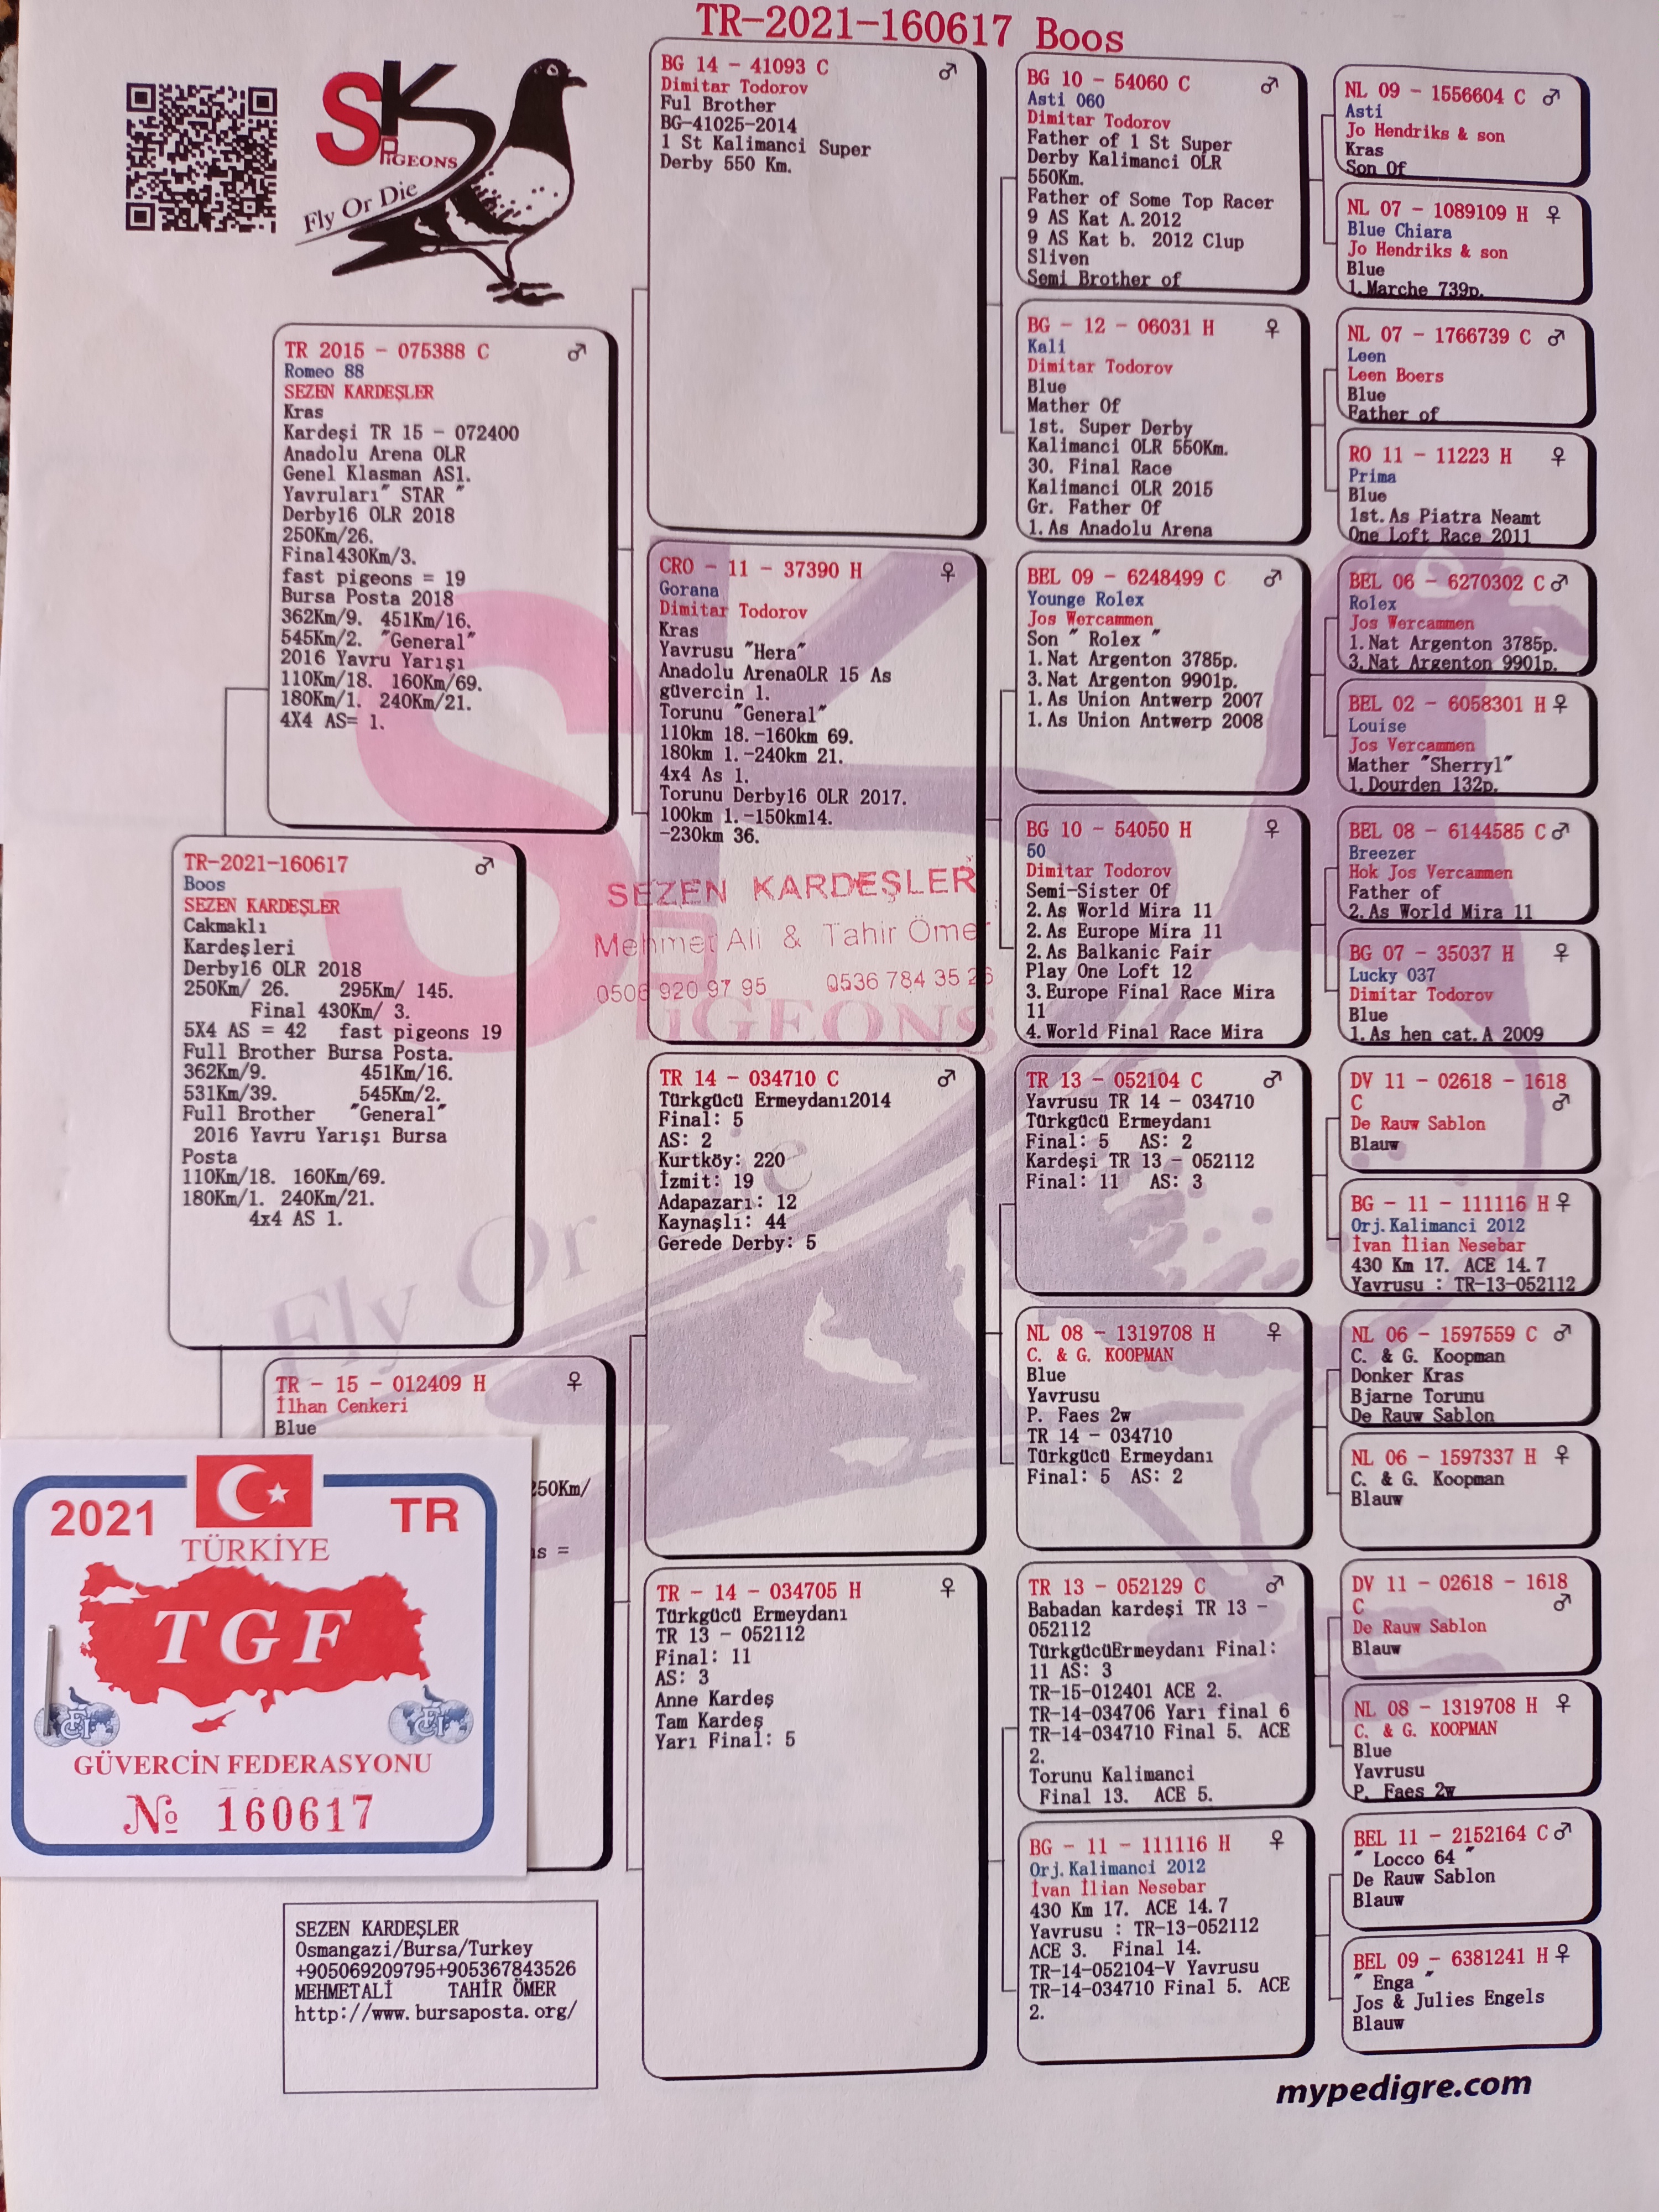 TR-2021-160617 Boos
SK
PIGEONS
Fly Or Die
TR-2021-160617
Boos
SEZEN KARDEŞLER
Cakmaklı
Kardeşleri
Derby16 OLR 2018
250Km/ 26. 295Km/ 145.
Final 430Km/ 3.
5X4 AS = 42 fast pigeons 19
Full Brother Bursa Posta.
362Km/9. 451Km/16.
531Km/39. 545Km/2.
Full Brother "General"
2016 Yavru Yarışı Bursa
Posta
110Km/18. 160Km/69.
180Km/1. 240Km/21.
4x4 AS 1.
TR 2015 - 075388 C ♂
Romeo 88
SEZEN KARDEŞLER
Kras
Kardeşi TR 15 - 072400
Anadolu Arena OLR
Genel Klasman AS1.
Yavruları" STAR "
Derby16 OLR 2018
250Km/26.
Final430Km/3.
fast pigeons = 19
Bursa Posta 2018
362Km/9. 451Km/16.
545Km/2. "General"
2016 Yavru Yarışı
110Km/18. 160Km/69.
180Km/1. 240Km/21.
4X4 AS= 1.
TR - 15 - 012409 H ♀
İlhan Cenkeri
Blue
250Km/
ns =
BG 14 - 41093 C ♂
Dimitar Todorov
Ful Brother
BG-41025-2014
1 St Kalimanci Super
Derby 550 Km.
CRO - 11 - 37390 H ♀
Gorana
Dimitar Todorov
Kras
Yavrusu "Hera"
Anadolu ArenaOLR 15 As
güvercin 1.
Torunu "General"
110km 18.-160km 69.
180km 1.-240km 21.
4x4 As 1.
Torunu Derby16 OLR 2017.
100km 1.-150km14.
-230km 36.
SEZEN KARDEŞLER
Mehmet Ali & Tahir Ömer
0506 920 97 95 0536 784 35 26
PIGEONS
Fly Or Die
TR 14 - 034710 C ♂
Türkgücü Ermeydanı2014
Final: 5
AS: 2
Kurtköy: 220
İzmit: 19
Adapazarı: 12
Kaynaşlı: 44
Gerede Derby: 5
TR - 14 - 034705 H ♀
Türkgücü Ermeydanı
TR 13 - 052112
Final: 11
AS: 3
Anne Kardeş
Tam Kardeş
Yarı Final: 5
BG 10 - 54060 C ♂
Asti 060
Dimitar Todorov
Father of 1 St Super
Derby Kalimanci OLR
550Km.
Father of Some Top Racer
9 AS Kat A. 2012
9 AS Kat b. 2012 Clup
Sliven
Semi Brother of
BG - 12 - 06031 H ♀
Kali
Dimitar Todorov
Blue
Mather Of
1st. Super Derby
Kalimanci OLR 550Km.
30. Final Race
Kalimanci OLR 2015
Gr. Father Of
1. As Anadolu Arena
BEL 09 - 6248499 C ♂
Younge Rolex
Jos Wercammen
Son " Rolex "
1. Nat Argenton 3785p.
3. Nat Argenton 9901p.
1. As Union Antwerp 2007
1. As Union Antwerp 2008
BG 10 - 54050 H ♀
50
Dimitar Todorov
Semi-Sister Of
2. As World Mira 11
2. As Europe Mira 11
2. As Balkanic Fair
Play One Loft 12
3. Europe Final Race Mira
11
4. World Final Race Mira
TR 13 - 052104 C ♂
Yavrusu TR 14 - 034710
Türkgücü Ermeydanı
Final: 5 AS: 2
Kardeşi TR 13 - 052112
Final: 11 AS: 3
NL 08 - 1319708 H ♀
C. & G. KOOPMAN
Blue
Yavrusu
P. Faes 2w
TR 14 - 034710
Türkgücü Ermeydanı
Final: 5 AS: 2
TR 13 - 052129 C ♂
Babadan kardeşi TR 13 -
052112
TürkgücüErmeydanı Final:
11 AS: 3
TR-15-012401 ACE 2.
TR-14-034706 Yarı final 6
TR-14-034710 Final 5. ACE
2.
Torunu Kalimanci
Final 13. ACE 5.
BG - 11 - 111116 H ♀
Orj.Kalimanci 2012
İvan İlian Nesebar
430 Km 17. ACE 14.7
Yavrusu : TR-13-052112
ACE 3. Final 14.
TR-14-052104-V Yavrusu
TR-14-034710 Final 5. ACE
2.
NL 09 - 1556604 C ♂
Asti
Jo Hendriks & son
Kras
Son Of
NL 07 - 1089109 H ♀
Blue Chiara
Jo Hendriks & son
Blue
1. Marche 739p.
NL 07 - 1766739 C ♂
Leen
Leen Boers
Blue
Father of
RO 11 - 11223 H ♀
Prima
Blue
1st. As Piatra Neamt
One Loft Race 2011
BEL 06 - 6270302 C ♂
Rolex
Jos Wercammen
1. Nat Argenton 3785p.
3. Nat Argenton 9901p.
BEL 02 - 6058301 H ♀
Louise
Jos Vercammen
Mather "Sherryl"
1. Dourden 132p.
BEL 08 - 6144585 C ♂
Breezer
Hok Jos Vercammen
Father of
2. As World Mira 11
BG 07 - 35037 H ♀
Lucky 037
Dimitar Todorov
Blue
1. As hen cat. A 2009
DV 11 - 02618 - 1618
C ♂
De Rauw Sablon
Blauw
BG - 11 - 111116 H ♀
Orj.Kalimanci 2012
İvan İlian Nesebar
430 Km 17. ACE 14.7
Yavrusu : TR-13-052112
NL 06 - 1597559 C ♂
C. & G. Koopman
Donker Kras
Bjarne Torunu
De Rauw Sablon
NL 06 - 1597337 H ♀
C. & G. Koopman
Blauw
DV 11 - 02618 - 1618
C ♂
De Rauw Sablon
Blauw
NL 08 - 1319708 H ♀
C. & G. KOOPMAN
Blue
Yavrusu
P. Faes 2w
BEL 11 - 2152164 C ♂
" Locco 64 "
De Rauw Sablon
Blauw
BEL 09 - 6381241 H ♀
" Enga "
Jos & Julies Engels
Blauw
2021 TR
TÜRKİYE
TGF
GÜVERCİN FEDERASYONU
№ 160617
SEZEN KARDEŞLER
Osmangazi/Bursa/Turkey
+905069209795+905367843526
MEHMETALİ TAHİR ÖMER
http://www.bursaposta.org/
mypedigre.com